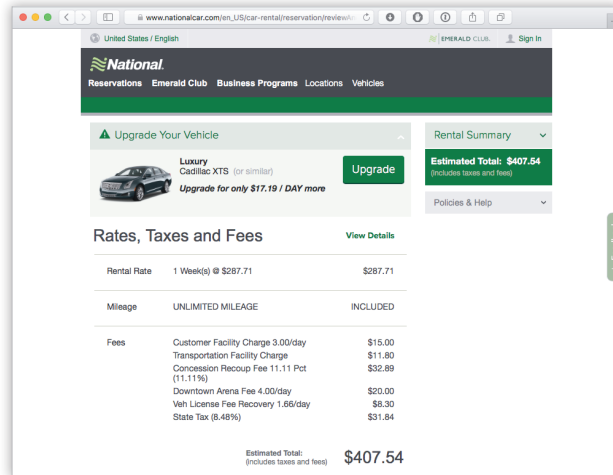 www.nationalcar.com/en_US/car-rental/reservation/reviewA
United States / English
EMERALD CLUB.
Sign In
National.
Reservations Emerald Club Business Programs Locations Vehicles
Upgrade Your Vehicle
Luxury
Cadillac XTS (or similar)
Upgrade for only $17.19 / DAY more
Upgrade
Rental Summary
Estimated Total: $407.54
(includes taxes and fees)
Policies & Help
Rates, Taxes and Fees
View Details
Rental Rate 1 Week(s) @ $287.71 $287.71
Mileage UNLIMITED MILEAGE INCLUDED
Fees Customer Facility Charge 3.00/day $15.00
Transportation Facility Charge $11.80
Concession Recoup Fee 11.11 Pct $32.89
(11.11%)
Downtown Arena Fee 4.00/day $20.00
Veh License Fee Recovery 1.66/day $8.30
State Tax (8.48%) $31.84
Estimated Total: $407.54
(includes taxes and fees)